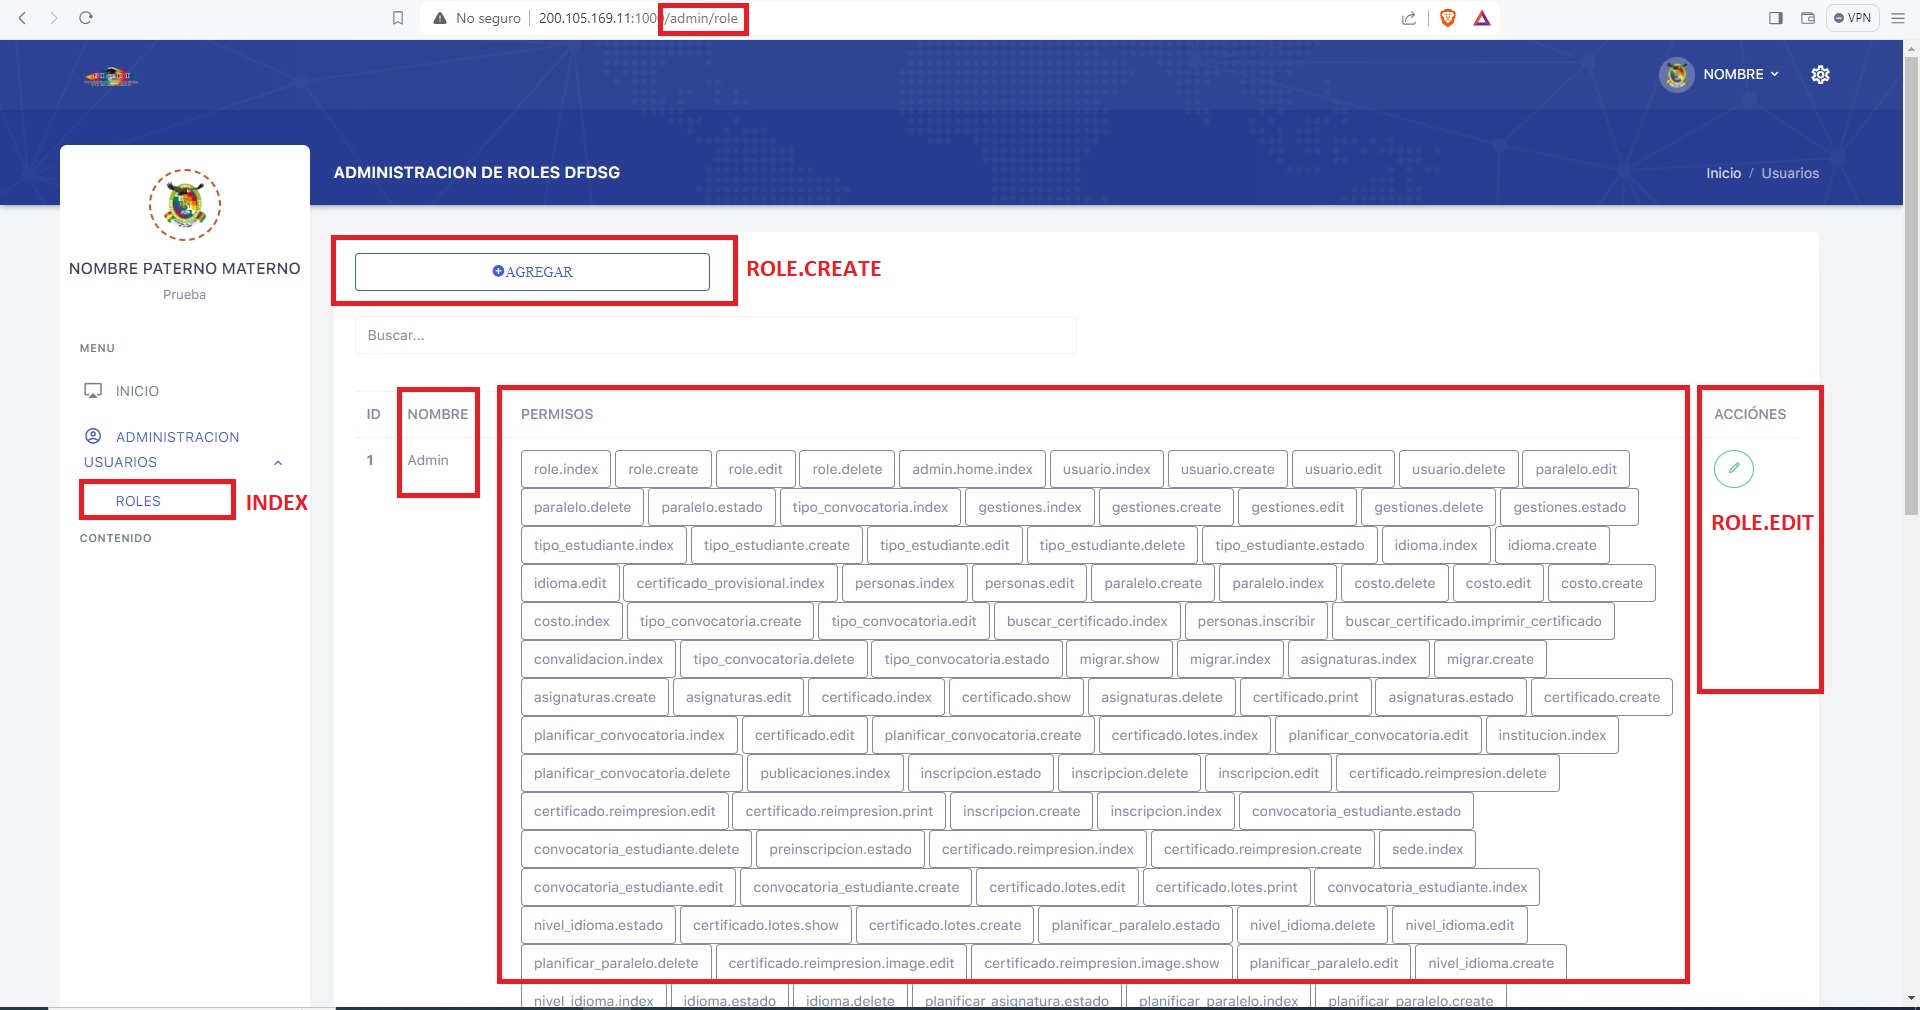 No seguro 200.105.169.11:1000/admin/role
VPN
NOMBRE
ADMINISTRACION DE ROLES DFDSG
Inicio / Usuarios
NOMBRE PATERNO MATERNO
Prueba
MENU
INICIO
ADMINISTRACION
USUARIOS
ROLES
INDEX
CONTENIDO
AGREGAR
ROLE.CREATE
Buscar...
ID NOMBRE PERMISOS ACCIÓNES
1 Admin
role.index role.create role.edit role.delete admin.home.index usuario.index usuario.create usuario.edit usuario.delete paralelo.edit
paralelo.delete paralelo.estado tipo_convocatoria.index gestiones.index gestiones.create gestiones.edit gestiones.delete gestiones.estado
tipo_estudiante.index tipo_estudiante.create tipo_estudiante.edit tipo_estudiante.delete tipo_estudiante.estado idioma.index idioma.create
idioma.edit certificado_provisional.index personas.index personas.edit paralelo.create paralelo.index costo.delete costo.edit costo.create
costo.index tipo_convocatoria.create tipo_convocatoria.edit buscar_certificado.index personas.inscribir buscar_certificado.imprimir_certificado
convalidacion.index tipo_convocatoria.delete tipo_convocatoria.estado migrar.show migrar.index asignaturas.index migrar.create
asignaturas.create asignaturas.edit certificado.index certificado.show asignaturas.delete certificado.print asignaturas.estado certificado.create
planificar_convocatoria.index certificado.edit planificar_convocatoria.create certificado.lotes.index planificar_convocatoria.edit institucion.index
planificar_convocatoria.delete publicaciones.index inscripcion.estado inscripcion.delete inscripcion.edit certificado.reimpresion.delete
certificado.reimpresion.edit certificado.reimpresion.print inscripcion.create inscripcion.index convocatoria_estudiante.estado
convocatoria_estudiante.delete preinscripcion.estado certificado.reimpresion.index certificado.reimpresion.create sede.index
convocatoria_estudiante.edit convocatoria_estudiante.create certificado.lotes.edit certificado.lotes.print convocatoria_estudiante.index
nivel_idioma.estado certificado.lotes.show certificado.lotes.create planificar_paralelo.estado nivel_idioma.delete nivel_idioma.edit
planificar_paralelo.delete certificado.reimpresion.image.edit certificado.reimpresion.image.show planificar_paralelo.edit nivel_idioma.create
nivel_idioma.index idioma.estado idioma.delete planificar_asignatura.estado planificar_paralelo.index planificar_paralelo.create
ROLE.EDIT